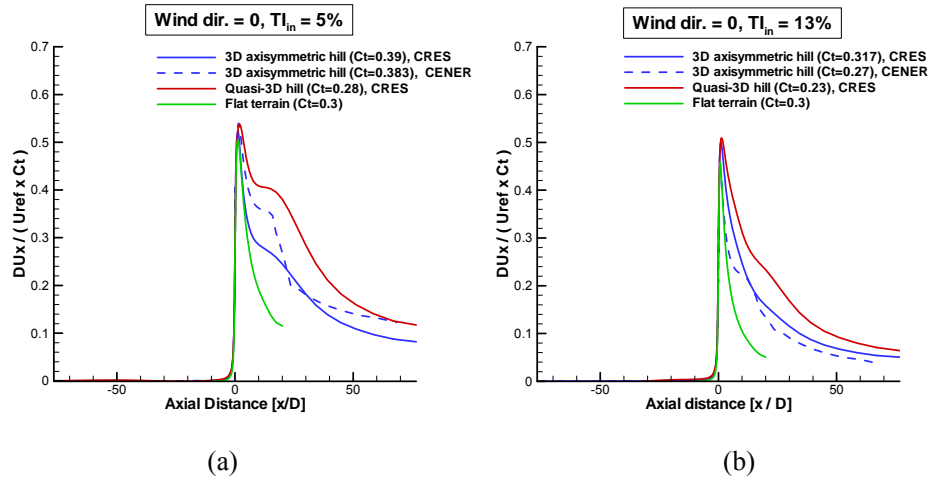 Wind dir. = 0, TIin = 5%
0.7
0.6
0.5
0.4
0.3
0.2
0.1
0
DUx / ( Uref x Ct )
3D axisymmetric hill (Ct=0.39), CRES
3D axisymmetric hill (Ct=0.383), CENER
Quasi-3D hill (Ct=0.28), CRES
Flat terrain (Ct=0.3)
-50
0
50
Axial Distance [x/D]
(a)
Wind dir. = 0, TIin = 13%
0.7
0.6
0.5
0.4
0.3
0.2
0.1
0
DUx / ( Uref x Ct )
3D axisymmetric hill (Ct=0.317), CRES
3D axisymmetric hill (Ct=0.27), CENER
Quasi-3D hill (Ct=0.23), CRES
Flat terrain (Ct=0.3)
-50
0
50
Axial distance [x / D]
(b)